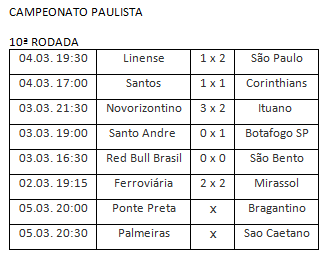 CAMPEONATO PAULISTA
10ª RODADA
04.03. 19:30 Linense 1 x 2 São Paulo
04.03. 17:00 Santos 1 x 1 Corinthians
03.03. 21:30 Novorizontino 3 x 2 Ituano
03.03. 19:00 Santo Andre 0 x 1 Botafogo SP
03.03. 16:30 Red Bull Brasil 0 x 0 São Bento
02.03. 19:15 Ferroviária 2 x 2 Mirassol
05.03. 20:00 Ponte Preta x Bragantino
05.03. 20:30 Palmeiras x Sao Caetano